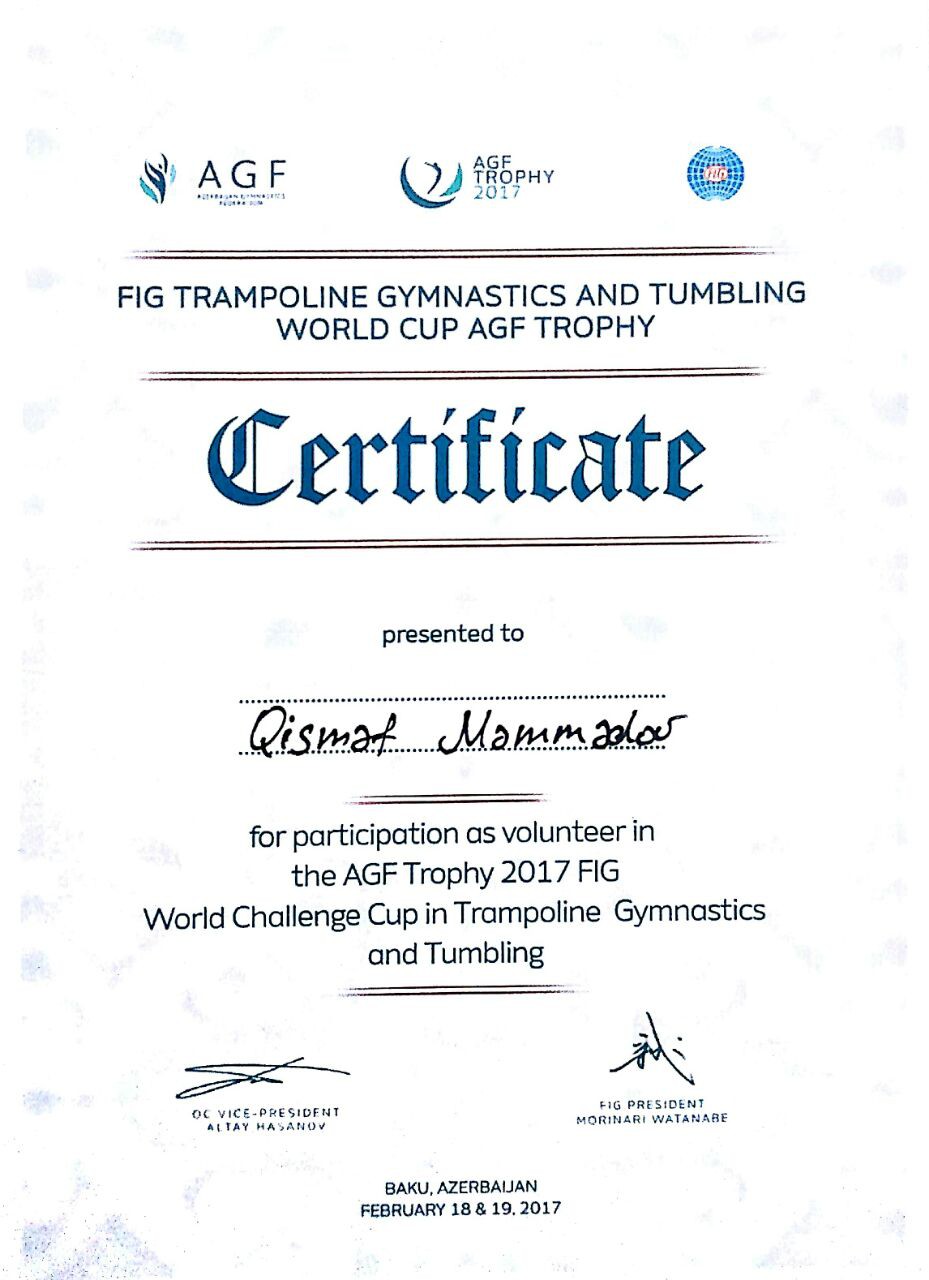 AGF
AZERBAIJAN GYMNASTICS
FEDERATION
AGF
TROPHY
2017
FIG
FIG TRAMPOLINE GYMNASTICS AND TUMBLING
WORLD CUP AGF TROPHY
Certificate
presented to
Qismat Mammadov
for participation as volunteer in
the AGF Trophy 2017 FIG
World Challenge Cup in Trampoline Gymnastics
and Tumbling
OC VICE-PRESIDENT
ALTAY HASANOV
FIG PRESIDENT
MORINARI WATANABE
BAKU, AZERBAIJAN
FEBRUARY 18 & 19, 2017